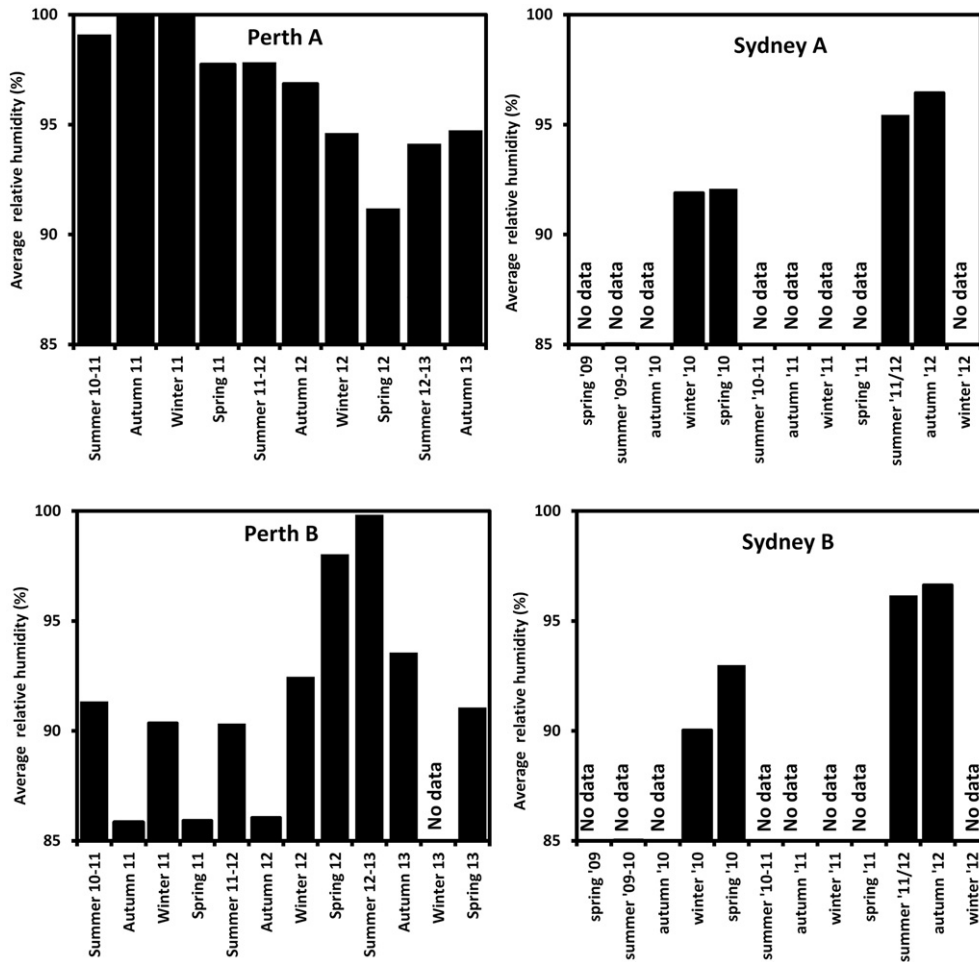 Perth A
Average relative humidity (%)
100
95
90
85
Summer 10-11
Autumn 11
Winter 11
Spring 11
Summer 11-12
Autumn 12
Winter 12
Spring 12
Summer 12-13
Autumn 13
Sydney A
Average relative humidity (%)
100
95
90
85
No data
No data
No data
No data
No data
No data
No data
No data
spring '09
summer '09-10
autumn '10
winter '10
spring '10
summer '10-11
autumn '11
winter '11
spring '11
summer '11/12
autumn '12
winter '12
Perth B
Average relative humidity (%)
100
95
90
85
No data
Summer 10-11
Autumn 11
Winter 11
Spring 11
Summer 11-12
Autumn 12
Winter 12
Spring 12
Summer 12-13
Autumn 13
Winter 13
Spring 13
Sydney B
Average relative humidity (%)
100
95
90
85
No data
No data
No data
No data
No data
No data
No data
No data
spring '09
summer '09-10
autumn '10
winter '10
spring '10
summer '10-11
autumn '11
winter '11
spring '11
summer '11/12
autumn '12
winter '12